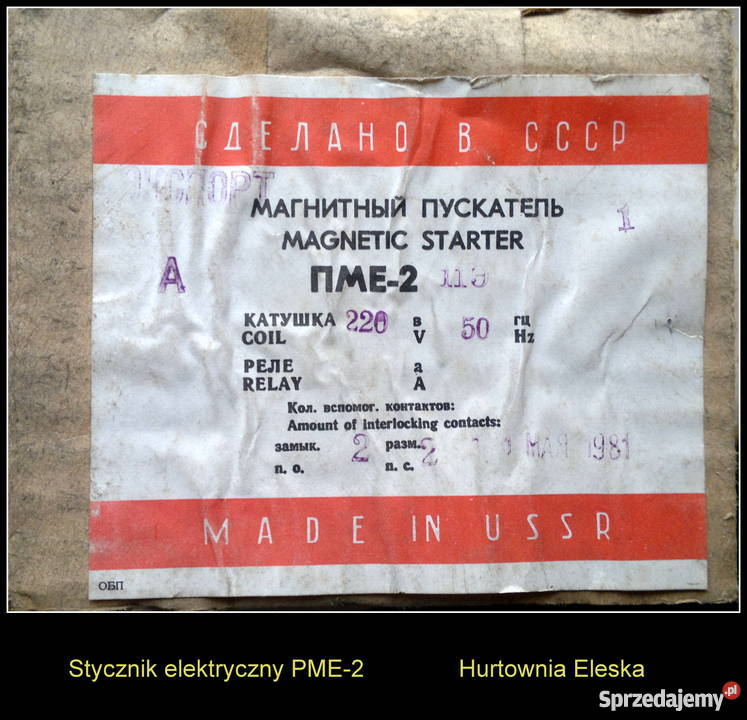 СДЕЛАНО В СССР
ЭКСПОРТ
МАГНИТНЫЙ ПУСКАТЕЛЬ 1
MAGNETIC STARTER
А ПМЕ-2
КАТУШКА 220 в 50 гц
COIL V Hz
РЕЛЕ а
RELAY A
Кол. вспомог. контактов:
Amount of interlocking contacts:
замык. 2 разм. 2 МАЯ 1981
n. o. n. c.
MADE IN USSR
ОБП
Stycznik elektryczny PME-2 Hurtownia Eleska
Sprzedajemy.pl